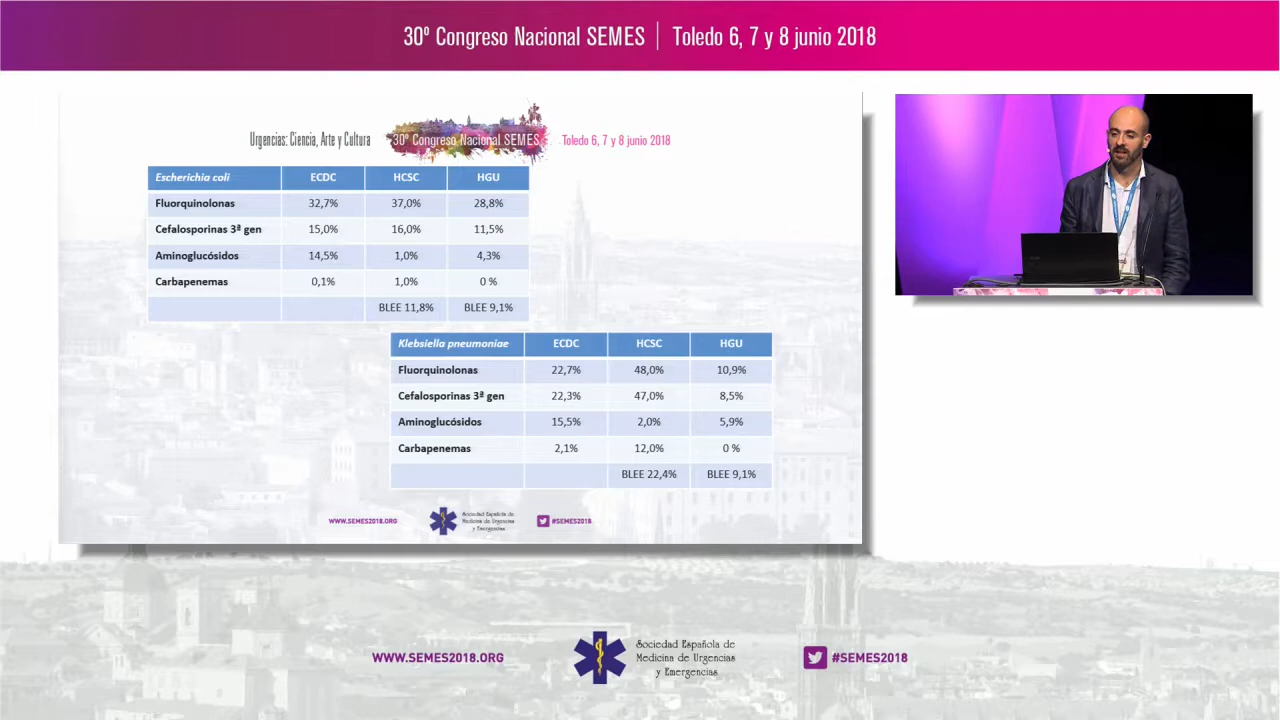 30º Congreso Nacional SEMES | Toledo 6, 7 y 8 junio 2018
Urgencias: Ciencia, Arte y Cultura 30º Congreso Nacional SEMES Toledo 6, 7 y 8 junio 2018
Escherichia coli ECDC HCSC HGU
Fluorquinolonas 32,7% 37,0% 28,8%
Cefalosporinas 3ª gen 15,0% 16,0% 11,5%
Aminoglucósidos 14,5% 1,0% 4,3%
Carbapenemas 0,1% 1,0% 0 %
BLEE 11,8% BLEE 9,1%
Klebsiella pneumoniae ECDC HCSC HGU
Fluorquinolonas 22,7% 48,0% 10,9%
Cefalosporinas 3ª gen 22,3% 47,0% 8,5%
Aminoglucósidos 15,5% 2,0% 5,9%
Carbapenemas 2,1% 12,0% 0 %
BLEE 22,4% BLEE 9,1%
WWW.SEMES2018.ORG
Sociedad Española de
Medicina de Urgencias
y Emergencias
#SEMES2018
WWW.SEMES2018.ORG
Sociedad Española de
Medicina de Urgencias
y Emergencias
#SEMES2018